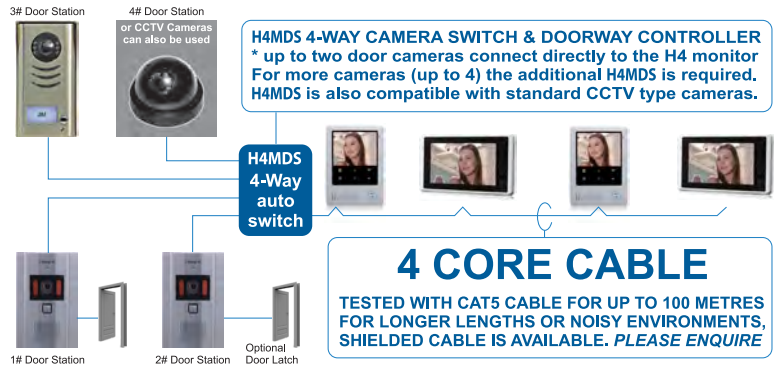 3# Door Station
4# Door Station
or CCTV Cameras
can also be used
H4MDS 4-WAY CAMERA SWITCH & DOORWAY CONTROLLER
* up to two door cameras connect directly to the H4 monitor
For more cameras (up to 4) the additional H4MDS is required.
H4MDS is also compatible with standard CCTV type cameras.
H4MDS
4-Way
auto
switch
4 CORE CABLE
TESTED WITH CAT5 CABLE FOR UP TO 100 METRES
FOR LONGER LENGTHS OR NOISY ENVIRONMENTS,
SHIELDED CABLE IS AVAILABLE. PLEASE ENQUIRE
1# Door Station
2# Door Station
Optional
Door Latch